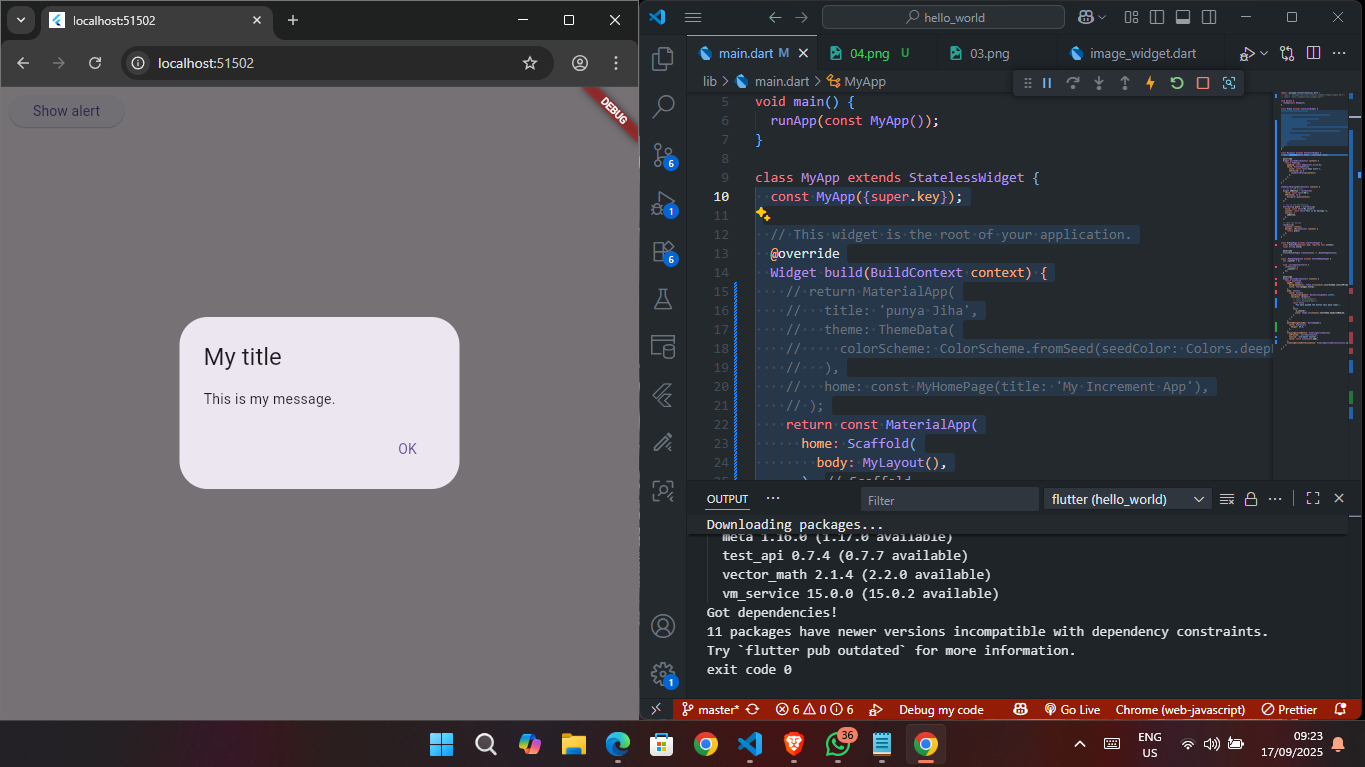 localhost:51502
localhost:51502
Show alert
DEBUG
My title
This is my message.
OK
hello_world
main.dart M
04.png U
03.png
image_widget.dart
lib > main.dart > MyApp
5 void main() {
6 runApp(const MyApp());
7 }
8
9 class MyApp extends StatelessWidget {
10 const MyApp({super.key});
11
12 // This widget is the root of your application.
13 @override
14 Widget build(BuildContext context) {
15 // return MaterialApp(
16 // title: 'punya Jiha',
17 // theme: ThemeData(
18 // colorScheme: ColorScheme.fromSeed(seedColor: Colors.deep
19 // ),
20 // home: const MyHomePage(title: 'My Increment App'),
21 // );
22 return const MaterialApp(
23 home: Scaffold(
24 body: MyLayout(),
6
1
6
1
OUTPUT
Filter
flutter (hello_world)
Downloading packages...
meta 1.16.0 (1.17.0 available)
test_api 0.7.4 (0.7.7 available)
vector_math 2.1.4 (2.2.0 available)
vm_service 15.0.0 (15.0.2 available)
Got dependencies!
11 packages have newer versions incompatible with dependency constraints.
Try `flutter pub outdated` for more information.
exit code 0
master* 6 0 6 Debug my code Go Live Chrome (web-javascript) Prettier
36
ENG
US
09:23
17/09/2025